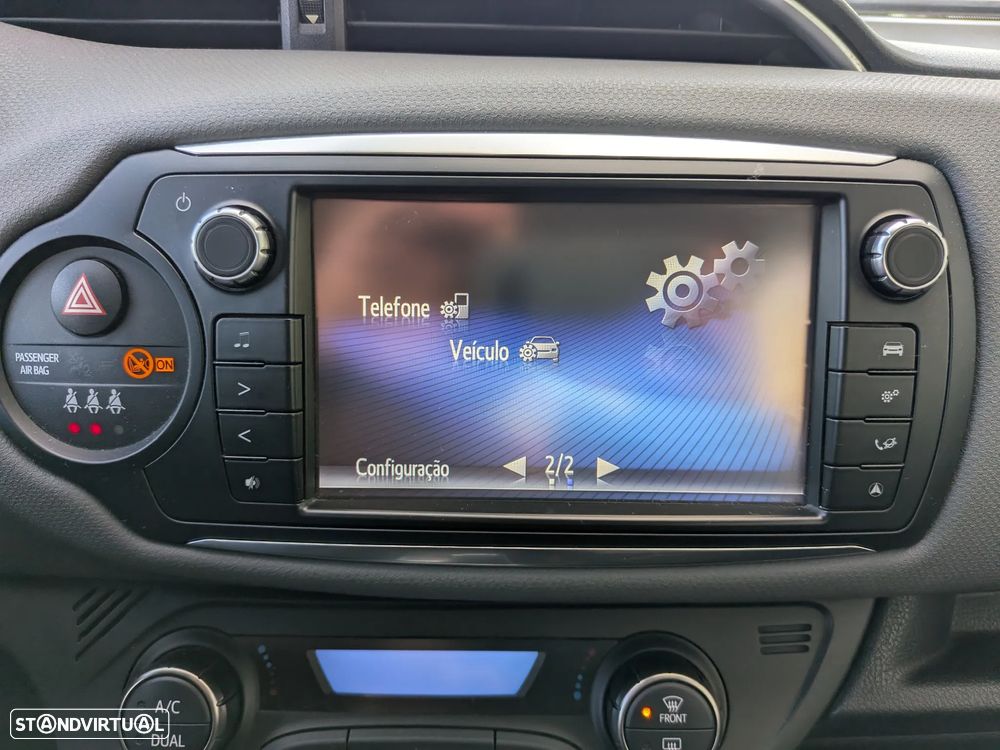 PASSENGER
AIR BAG
ON
Telefone
Veículo
Configuração
2/2
A/C
DUAL
FRONT
STANDVIRTUAL